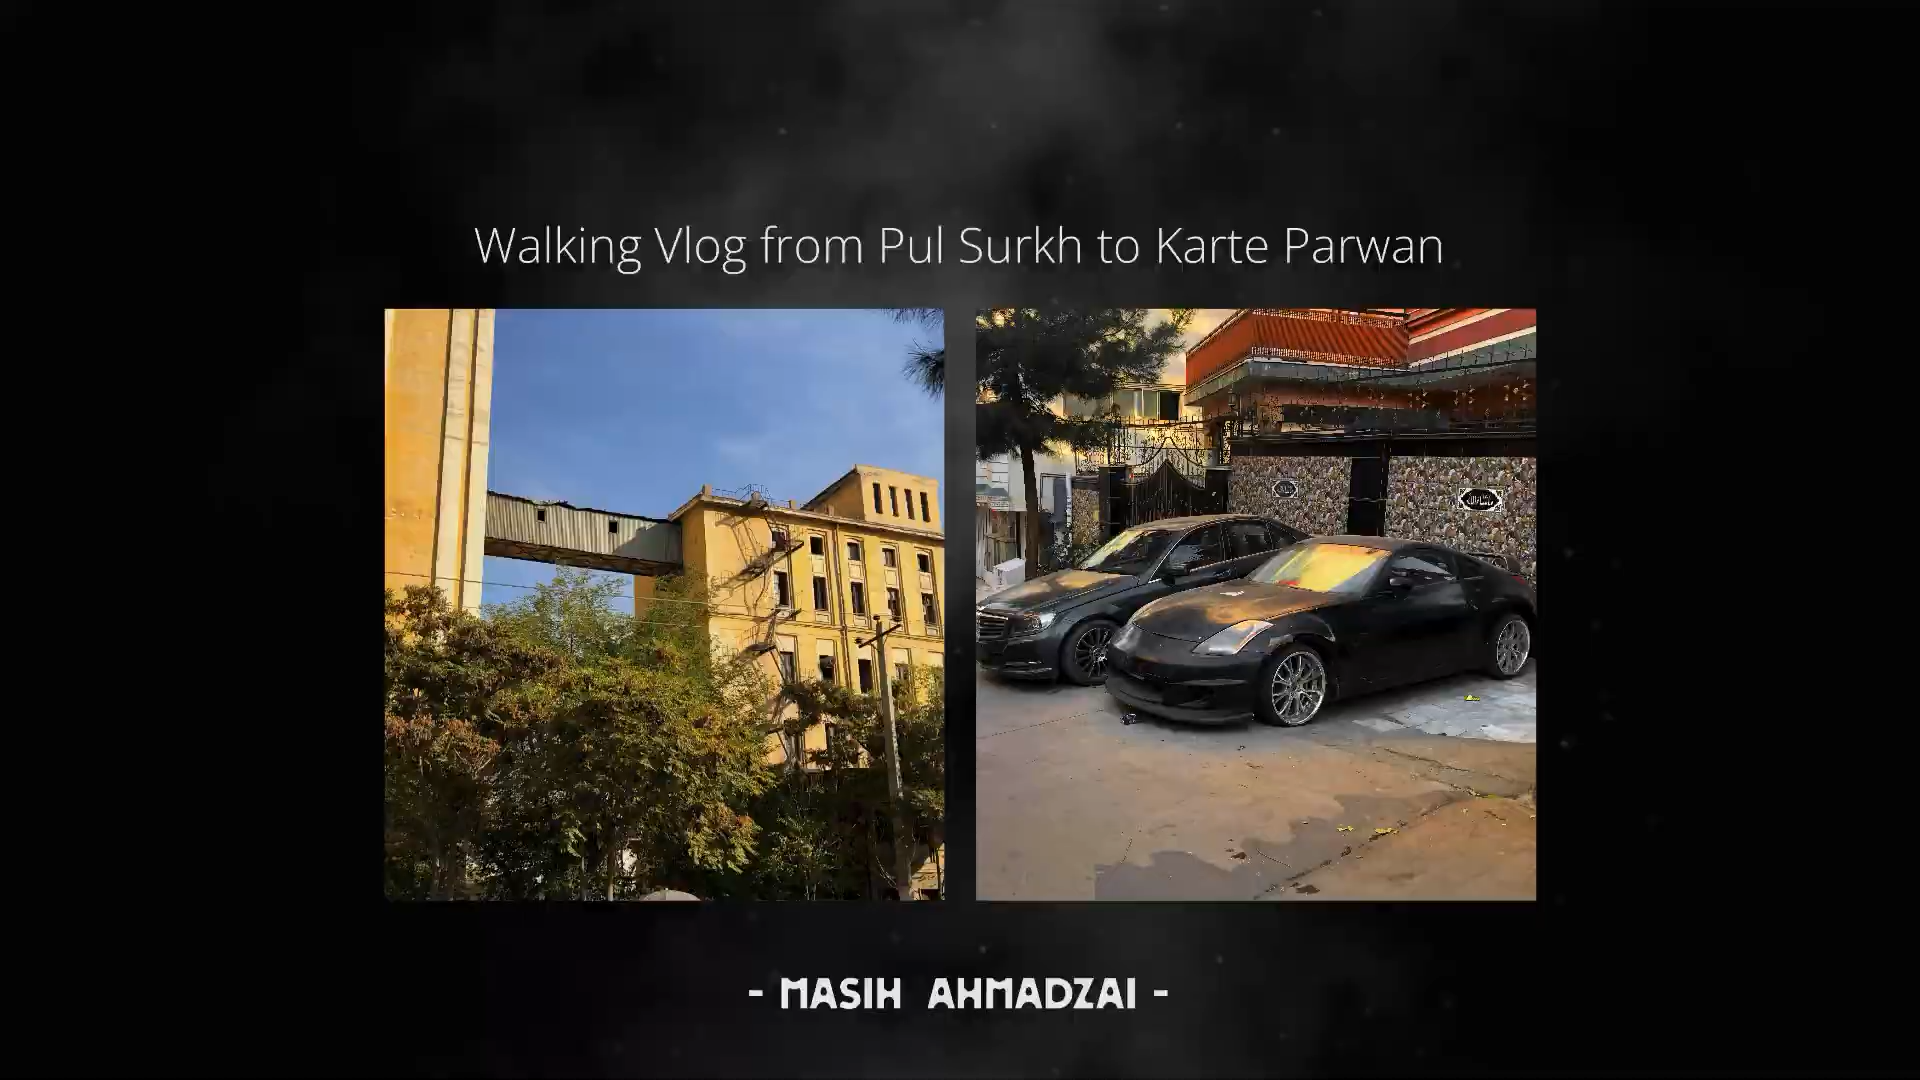 Walking Vlog from Pul Surkh to Karte Parwan
- MASIH AHMADZAI -